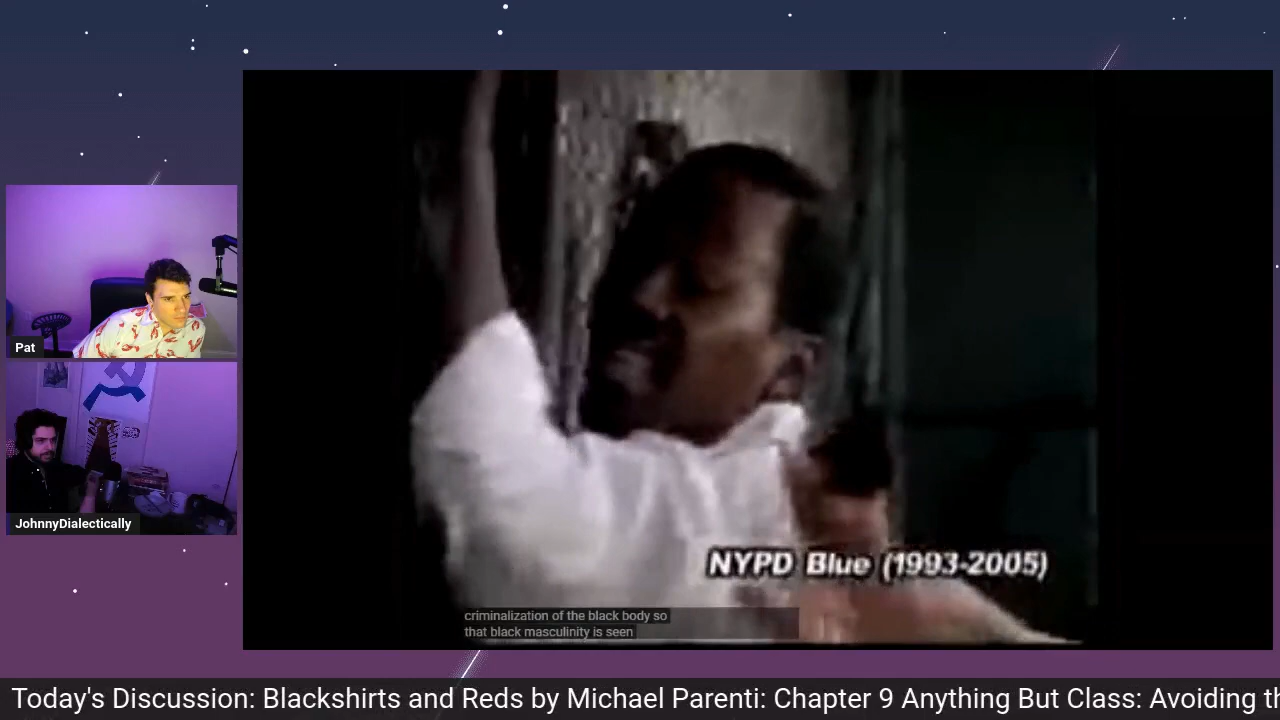 Pat
JohnnyDialectically
NYPD Blue (1993-2005)
criminalization of the black body so
that black masculinity is seen
Today's Discussion: Blackshirts and Reds by Michael Parenti: Chapter 9 Anything But Class: Avoiding th